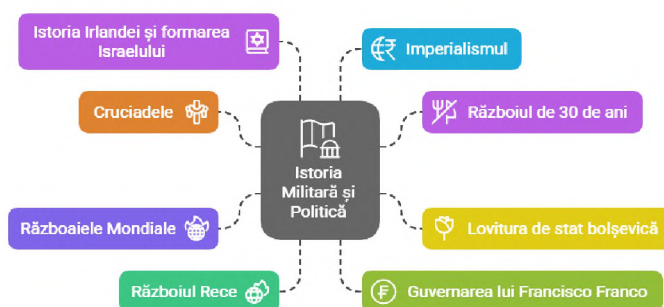 Istoria Irlandei și formarea
Israelului
Imperialismul
Cruciadele
Războiul de 30 de ani
Istoria
Militară și
Politică
Războaiele Mondiale
Lovitura de stat bolșevică
Războiul Rece
Guvernarea lui Francisco Franco